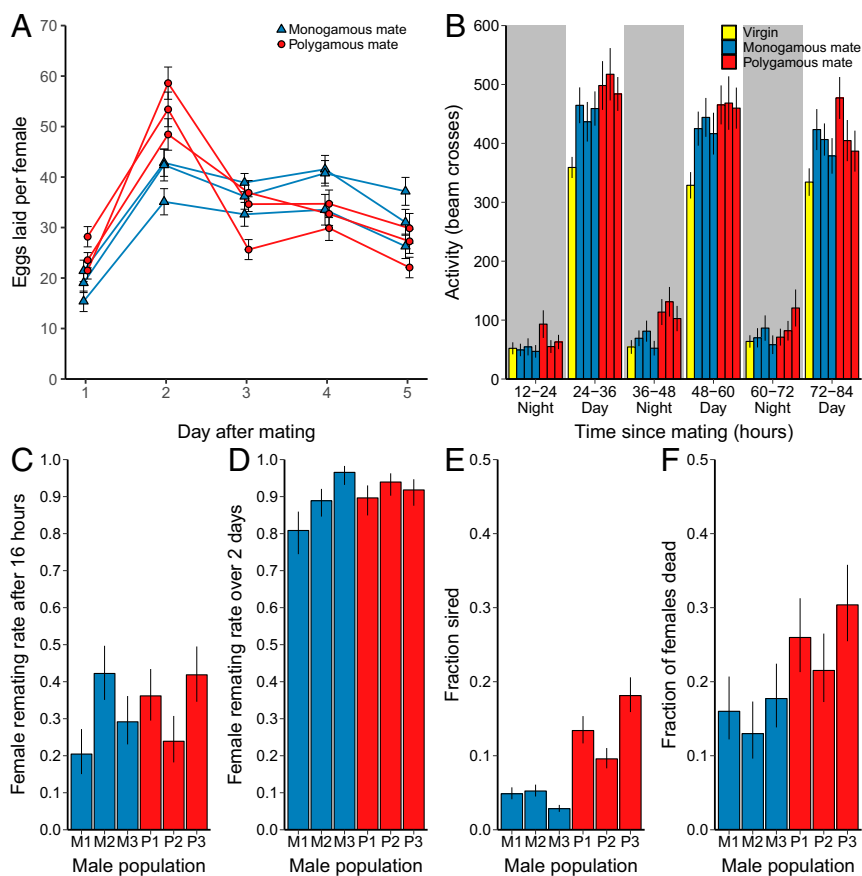 A
Monogamous mate
Polygamous mate
70
60
50
40
30
20
10
0
Eggs laid per female
1 2 3 4 5
Day after mating
B
Virgin
Monogamous mate
Polygamous mate
600
500
400
300
200
100
0
Activity (beam crosses)
12–24 24–36 36–48 48–60 60–72 72–84
Night Day Night Day Night Day
Time since mating (hours)
C
1.0
0.9
0.8
0.7
0.6
0.5
0.4
0.3
0.2
0.1
0.0
Female remating rate after 16 hours
M1 M2 M3 P1 P2 P3
Male population
D
1.0
0.9
0.8
0.7
0.6
0.5
0.4
0.3
0.2
0.1
0.0
Female remating rate over 2 days
M1 M2 M3 P1 P2 P3
Male population
E
0.5
0.4
0.3
0.2
0.1
0.0
Fraction sired
M1 M2 M3 P1 P2 P3
Male population
F
0.5
0.4
0.3
0.2
0.1
0.0
Fraction of females dead
M1 M2 M3 P1 P2 P3
Male population